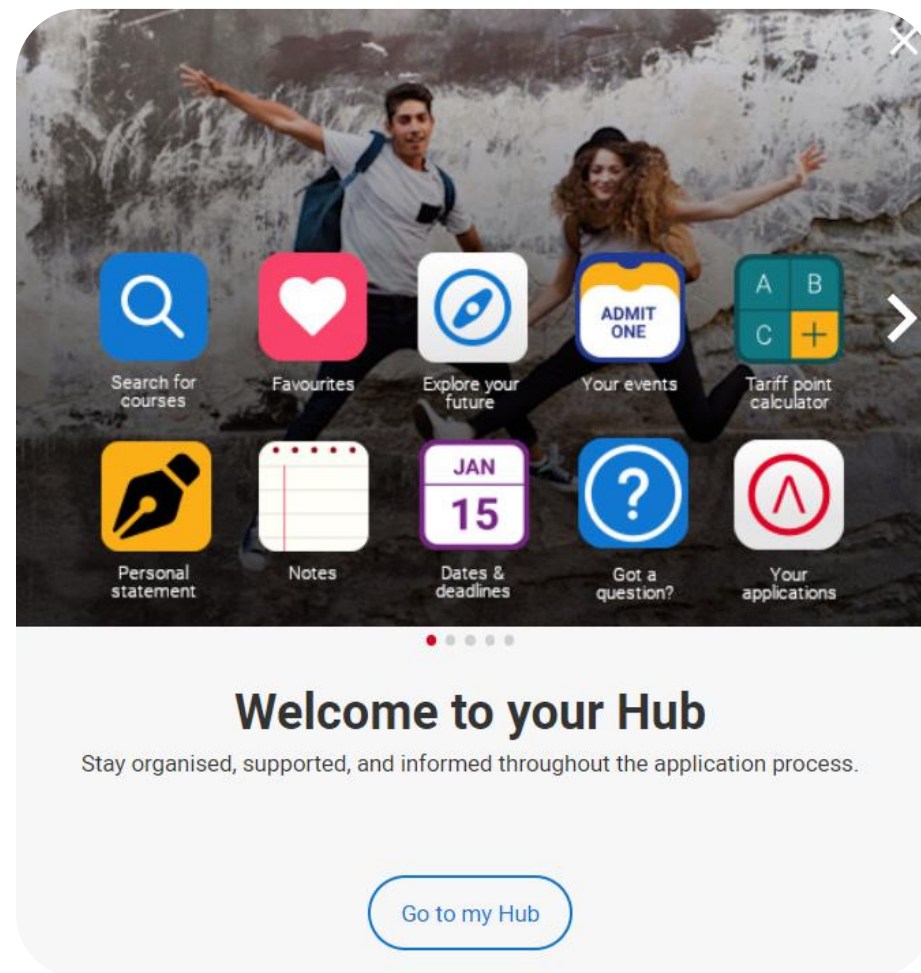 ADMIT
ONE
A B
C +
Search for
courses
Favourites
Explore your
future
Your events
Tariff point
calculator
JAN
15
?
Personal
statement
Notes
Dates &
deadlines
Got a
question?
Your
applications
Welcome to your Hub
Stay organised, supported, and informed throughout the application process.
Go to my Hub